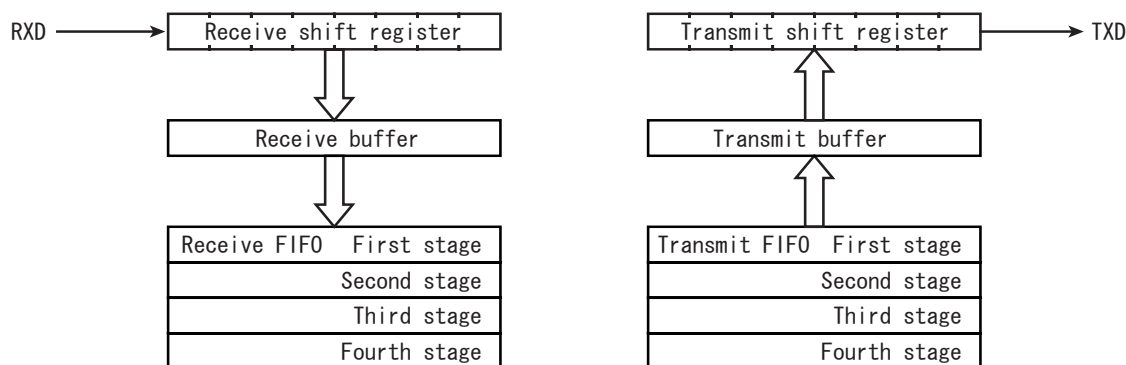 RXD
Receive shift register
Receive buffer
Receive FIFO First stage
Second stage
Third stage
Fourth stage
Transmit shift register
TXD
Transmit buffer
Transmit FIFO First stage
Second stage
Third stage
Fourth stage